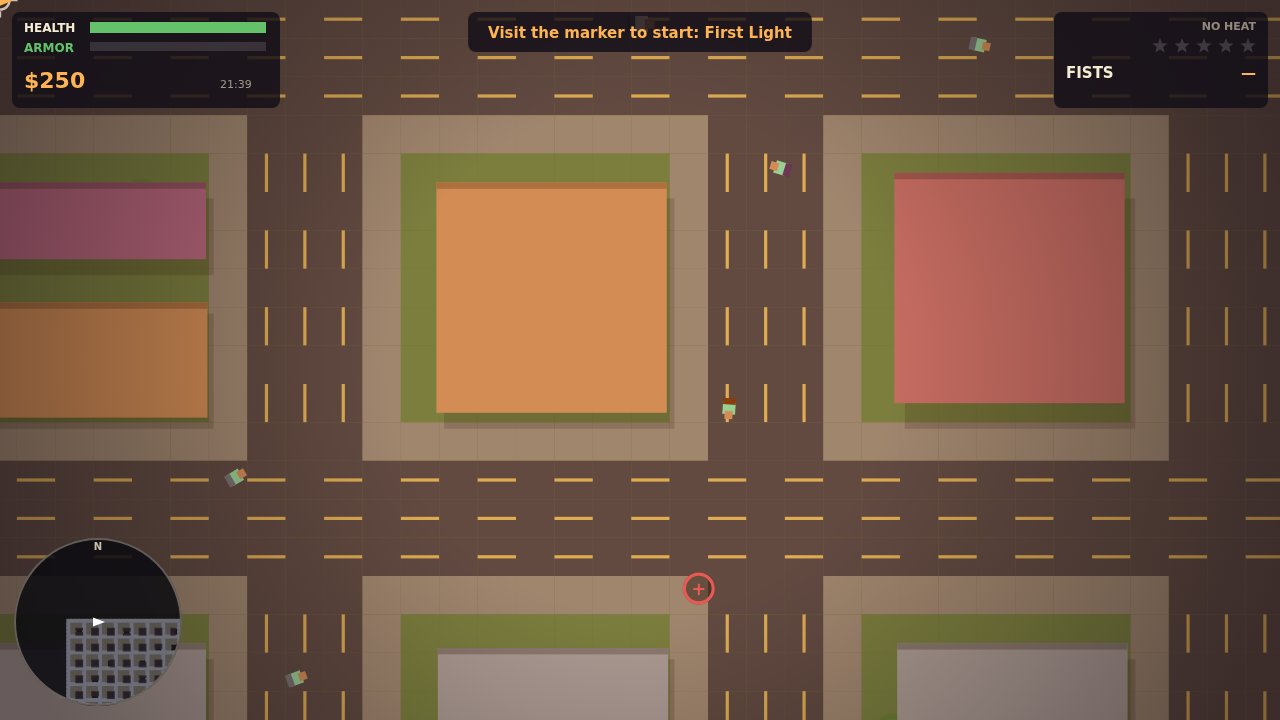 HEALTH
ARMOR
$250
21:39
Visit the marker to start: First Light
NO HEAT
★★★★★
FISTS
—
N